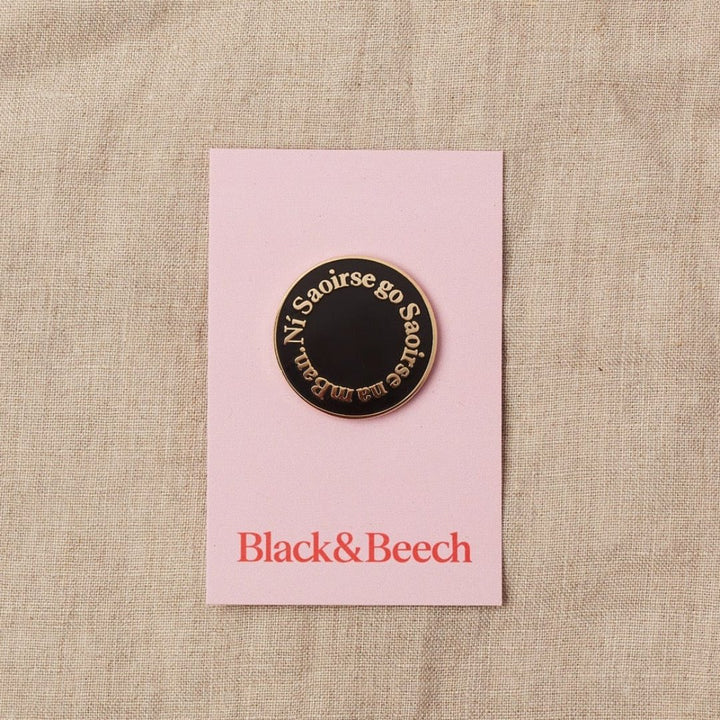 Ní Saoirse go Saoirse na mBan.
Black&Beech